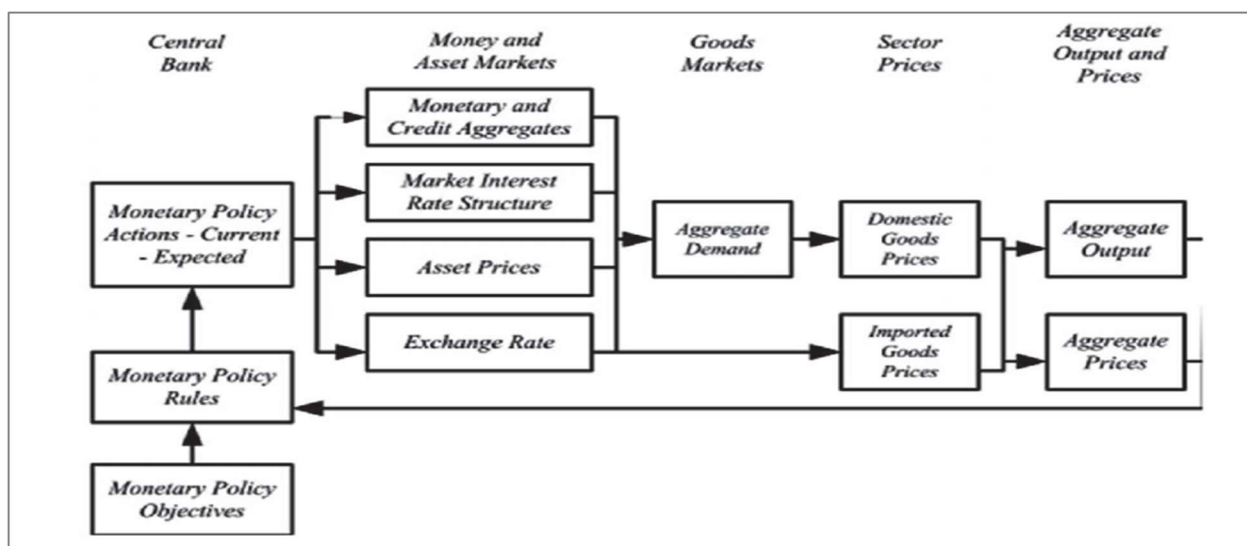 Central
Bank
Money and
Asset Markets
Goods
Markets
Sector
Prices
Aggregate
Output and
Prices
Monetary and
Credit Aggregates
Market Interest
Rate Structure
Asset Prices
Exchange Rate
Monetary Policy
Actions - Current
- Expected
Aggregate
Demand
Domestic
Goods
Prices
Imported
Goods
Prices
Aggregate
Output
Aggregate
Prices
Monetary Policy
Rules
Monetary Policy
Objectives